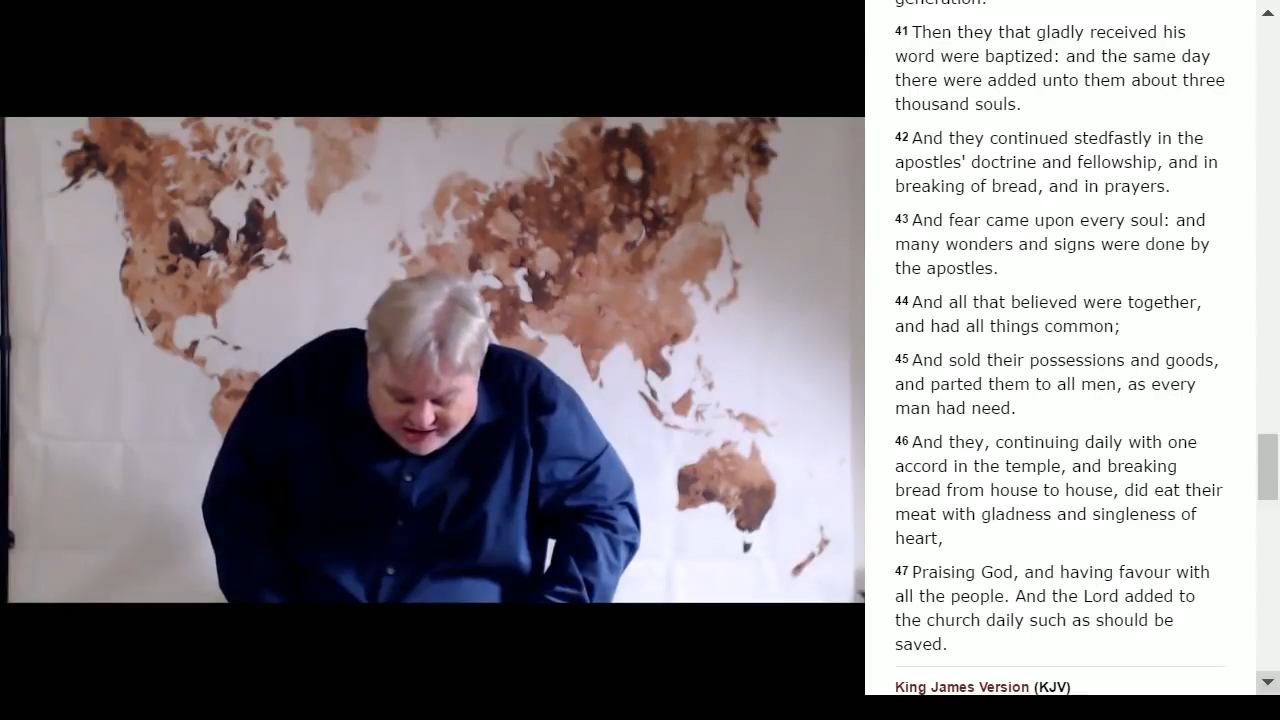 generation.
41 Then they that gladly received his
word were baptized: and the same day
there were added unto them about three
thousand souls.
42 And they continued stedfastly in the
apostles' doctrine and fellowship, and in
breaking of bread, and in prayers.
43 And fear came upon every soul: and
many wonders and signs were done by
the apostles.
44 And all that believed were together,
and had all things common;
45 And sold their possessions and goods,
and parted them to all men, as every
man had need.
46 And they, continuing daily with one
accord in the temple, and breaking
bread from house to house, did eat their
meat with gladness and singleness of
heart,
47 Praising God, and having favour with
all the people. And the Lord added to
the church daily such as should be
saved.
King James Version (KJV)